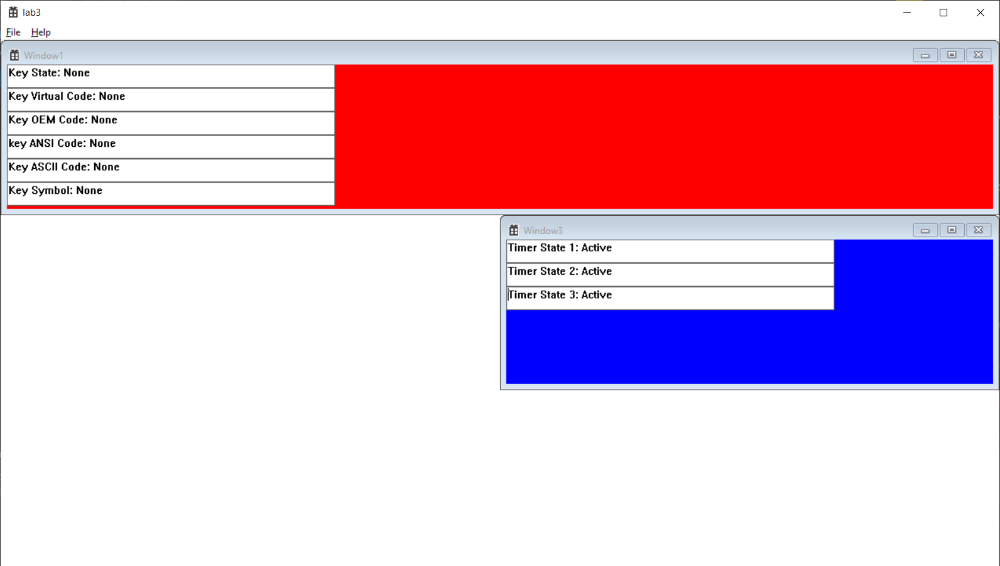 lab3
File Help
Window1
Key State: None
Key Virtual Code: None
Key OEM Code: None
key ANSI Code: None
Key ASCII Code: None
Key Symbol: None
Window3
Timer State 1: Active
Timer State 2: Active
Timer State 3: Active